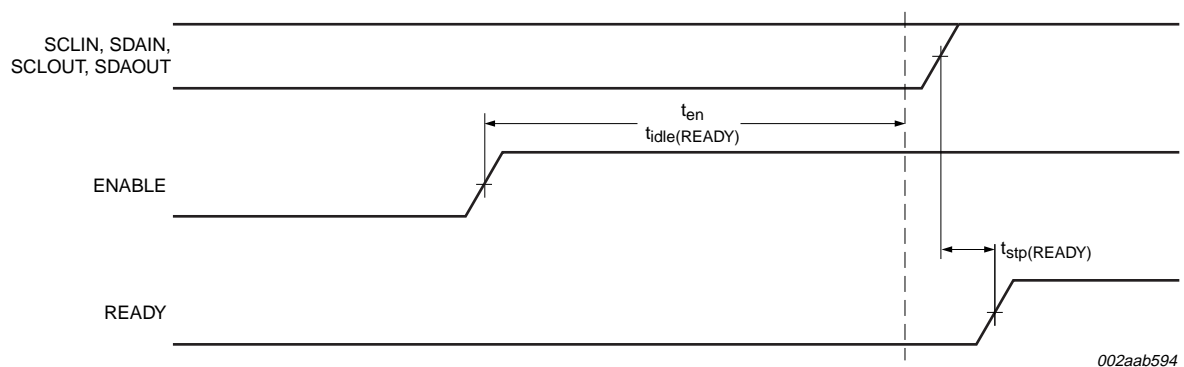 SCLIN, SDAIN,
SCLOUT, SDAOUT
ten
tidle(READY)
ENABLE
tstp(READY)
READY
002aab594